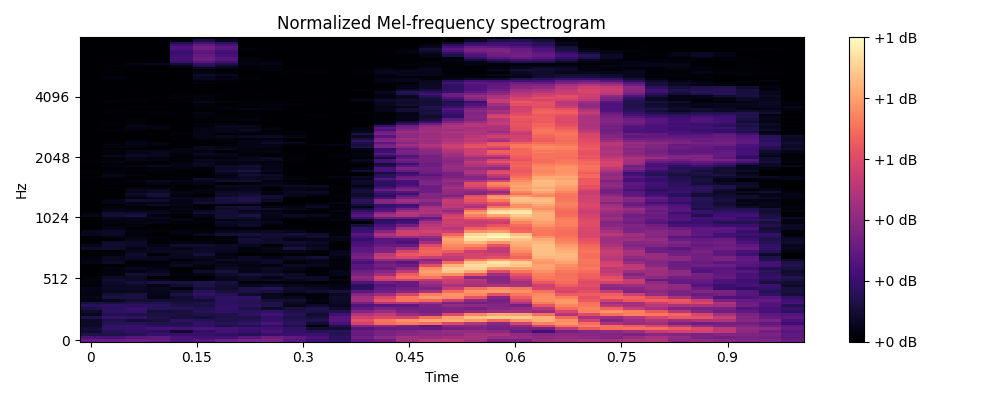 Normalized Mel-frequency spectrogram
Hz
4096
2048
1024
512
0
0 0.15 0.3 0.45 0.6 0.75 0.9
Time
+1 dB
+1 dB
+1 dB
+0 dB
+0 dB
+0 dB